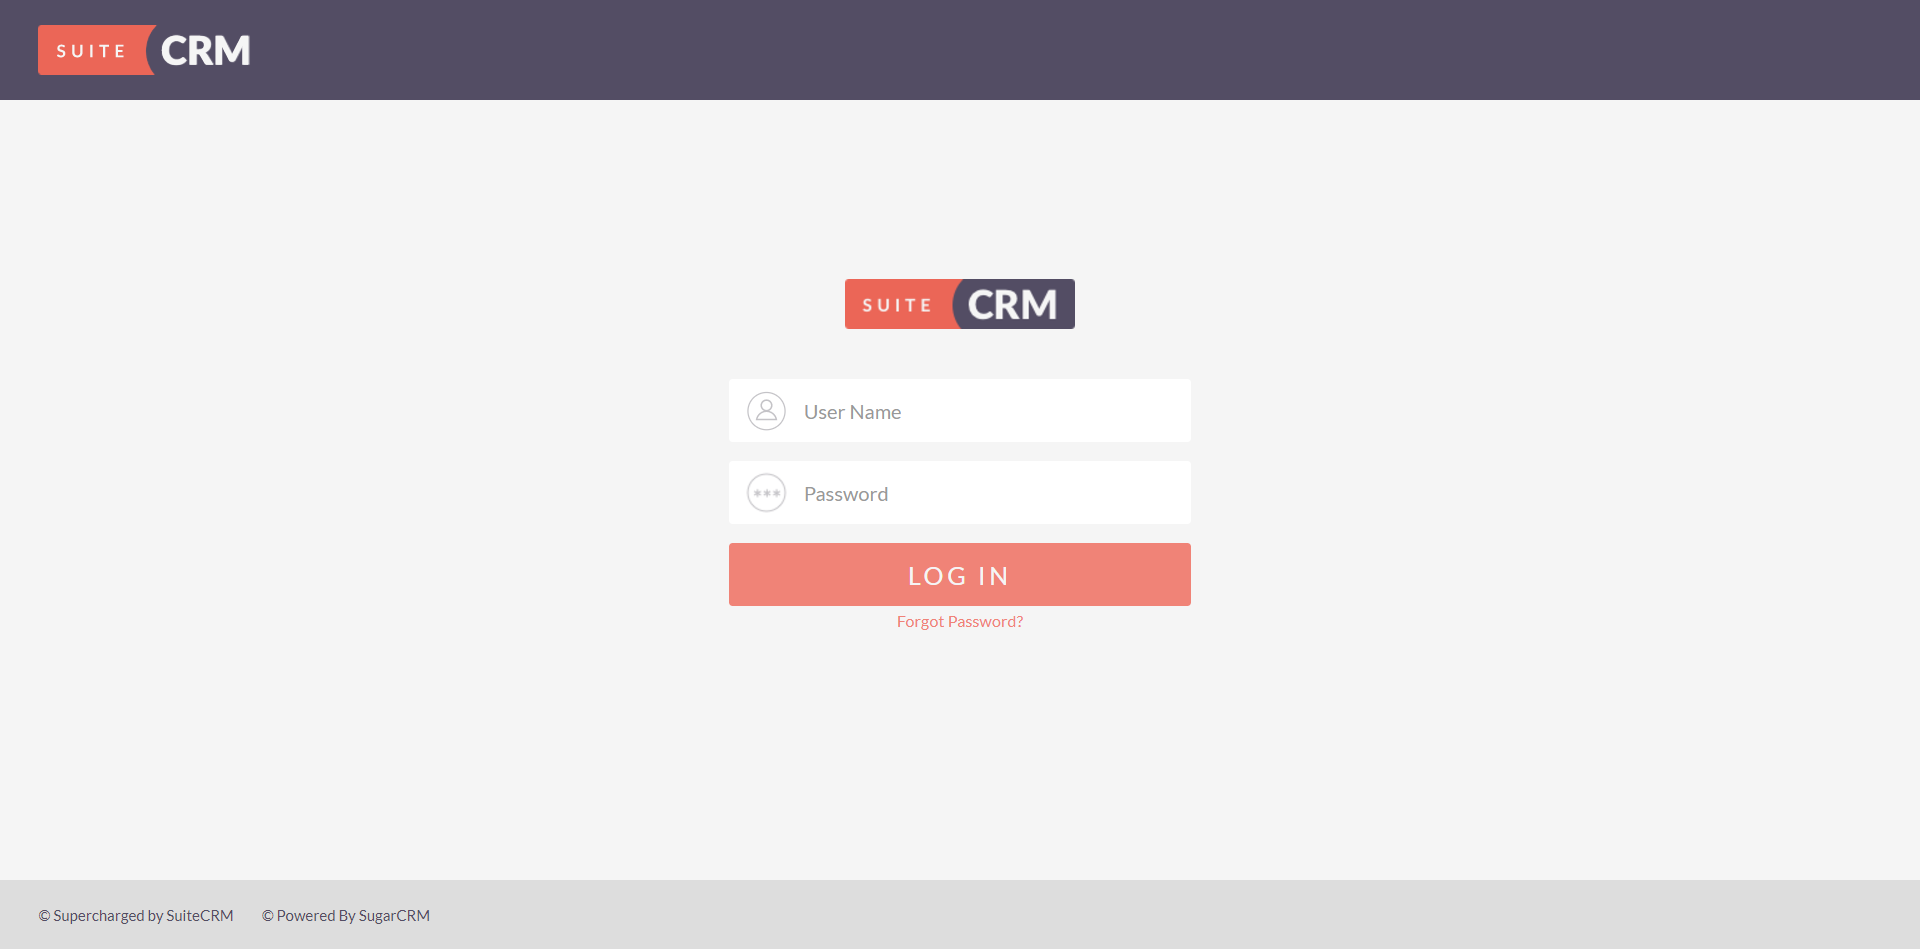 SUITE CRM
SUITE CRM
User Name
*** Password
LOG IN
Forgot Password?
© Supercharged by SuiteCRM © Powered By SugarCRM